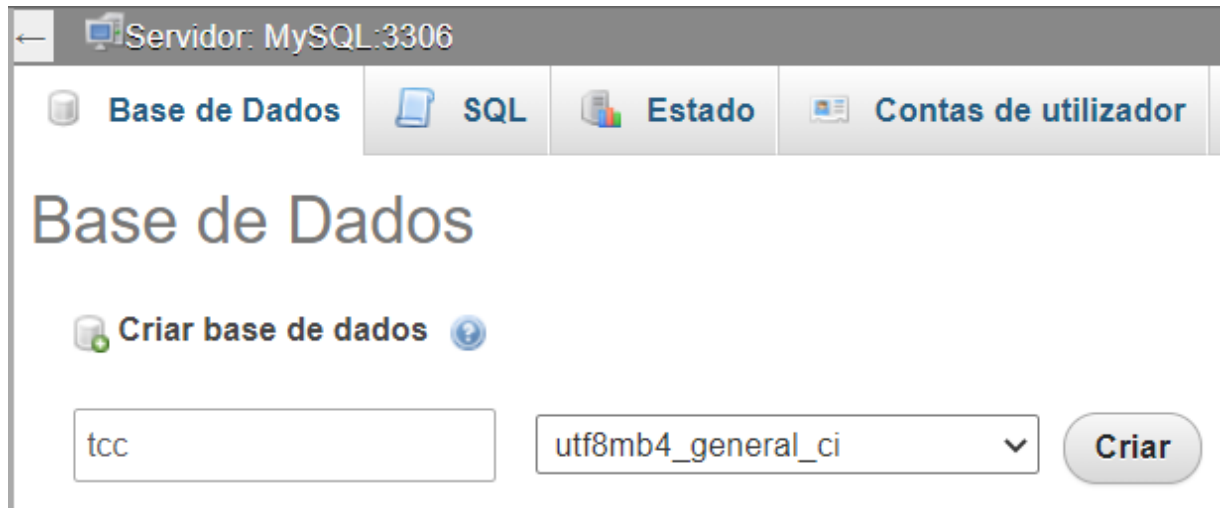 ← Servidor: MySQL:3306
Base de Dados SQL Estado Contas de utilizador
Base de Dados
Criar base de dados
tcc utf8mb4_general_ci Criar